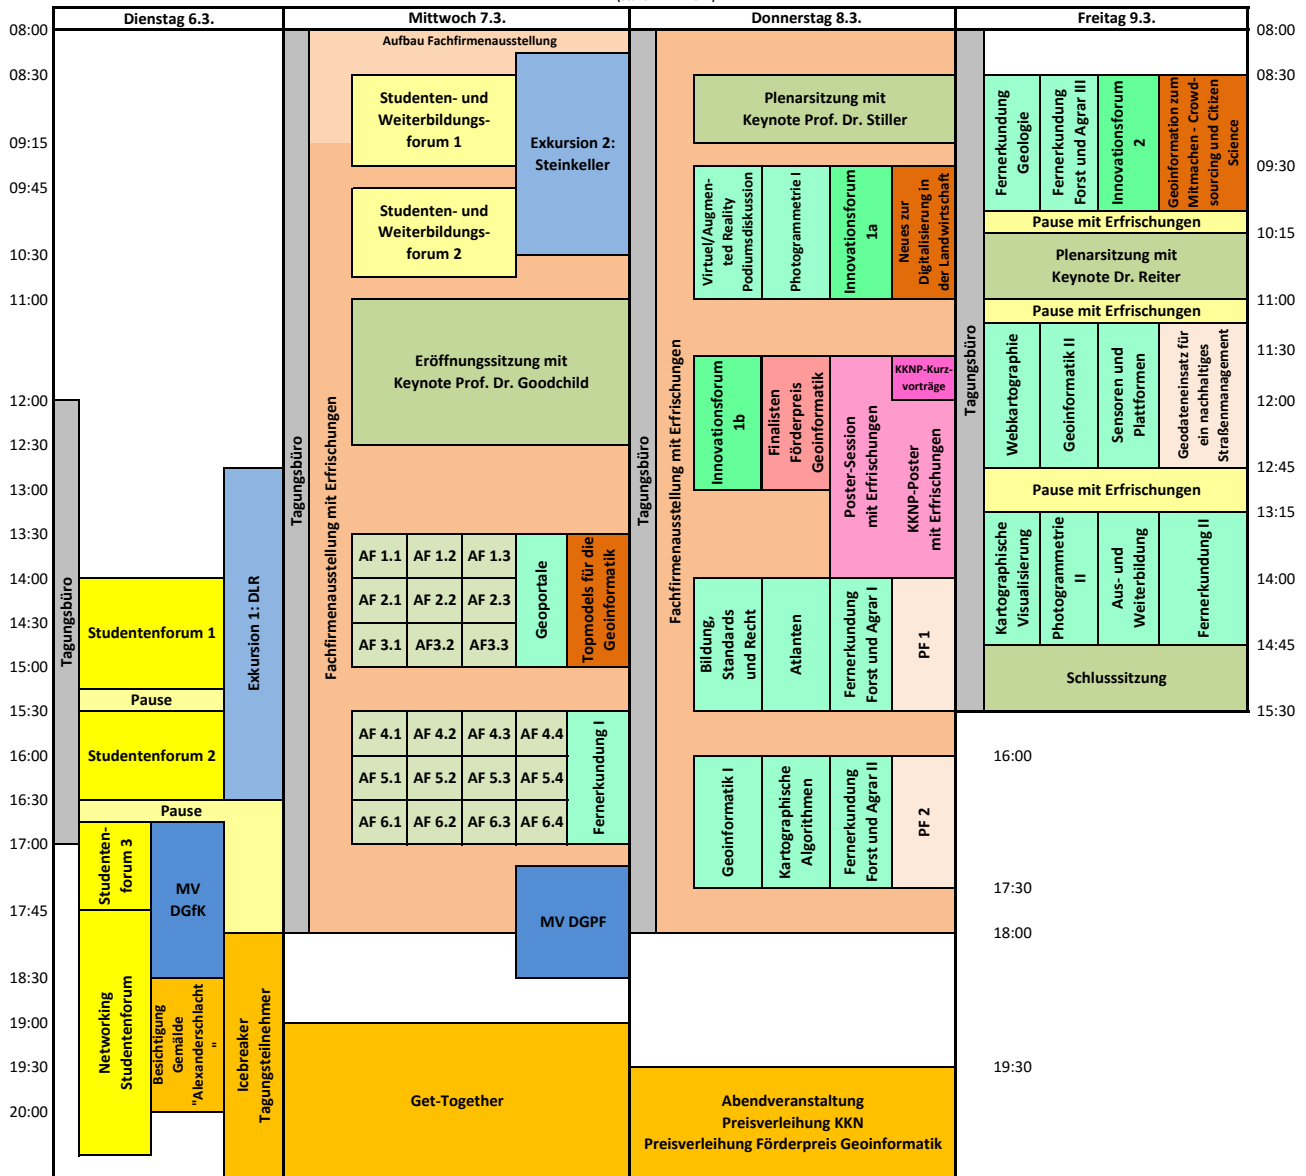 Dienstag 6.3.
Mittwoch 7.3.
Donnerstag 8.3.
Freitag 9.3.
08:00
08:30
09:15
09:45
10:30
11:00
12:00
12:30
13:00
13:30
14:00
14:30
15:00
15:30
16:00
16:30
17:00
17:45
18:30
19:00
19:30
20:00
Tagungsbüro
Exkursion 1: DLR
Studentenforum 1
Pause
Studentenforum 2
Pause
Studenten-
forum 3
MV
DGfK
Networking
Studentenforum
Besichtigung
Gemälde
"Alexanderschlacht
"
Icebreaker
Tagungsteilnehmer
Tagungsbüro
Fachfirmenausstellung mit Erfrischungen
Aufbau Fachfirmenausstellung
Studenten- und
Weiterbildungs-
forum 1
Exkursion 2:
Steinkeller
Studenten- und
Weiterbildungs-
forum 2
Eröffnungssitzung mit
Keynote Prof. Dr. Goodchild
AF 1.1 AF 1.2 AF 1.3
AF 2.1 AF 2.2 AF 2.3
AF 3.1 AF3.2 AF3.3
Geoportale
Topmodels für die
Geoinformatik
AF 4.1 AF 4.2 AF 4.3 AF 4.4
AF 5.1 AF 5.2 AF 5.3 AF 5.4
AF 6.1 AF 6.2 AF 6.3 AF 6.4
Fernerkundung I
MV DGPF
Get-Together
Tagungsbüro
Fachfirmenausstellung mit Erfrischungen
Plenarsitzung mit
Keynote Prof. Dr. Stiller
Virtuel/Augmen-
ted Reality
Podiumsdiskussion
Photogrammetrie I
Innovationsforum
1a
Neues zur
Digitalisierung in
der Landwirtschaft
Innovationsforum
1b
Finalisten
Förderpreis
Geoinformatik
Poster-Session
mit Erfrischungen
KKNP-Kurz-
vorträge
KKNP-Poster
mit Erfrischungen
Bildung,
Standards
und Recht
Atlanten
Fernerkundung
Forst und Agrar I
PF 1
Geoinformatik I
Kartographische
Algorithmen
Fernerkundung
Forst und Agrar II
PF 2
Abendveranstaltung
Preisverleihung KKN
Preisverleihung Förderpreis Geoinformatik
Tagungsbüro
Fernerkundung
Geologie
Fernerkundung
Forst und Agrar III
Innovationsforum
2
Geoinformation zum
Mitmachen - Crowd-
sourcing und Citizen
Science
Pause mit Erfrischungen
Plenarsitzung mit
Keynote Dr. Reiter
Pause mit Erfrischungen
Webkartographie
Geoinformatik II
Sensoren und
Plattformen
Geodateneinsatz für
ein nachhaltiges
Straßenmanagement
Pause mit Erfrischungen
Kartographische
Visualisierung
Photogrammetrie
II
Aus- und
Weiterbildung
Fernerkundung II
Schlusssitzung
08:00
08:30
09:30
10:15
11:00
11:30
12:00
12:45
13:15
14:00
14:45
15:30
16:00
17:30
18:00
19:30